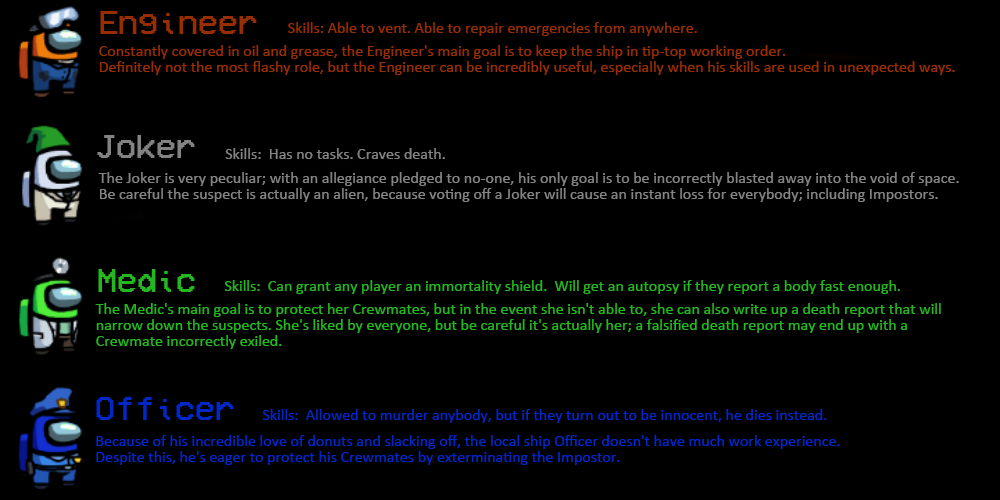 Engineer Skills: Able to vent. Able to repair emergencies from anywhere.
Constantly covered in oil and grease, the Engineer's main goal is to keep the ship in tip-top working order.
Definitely not the most flashy role, but the Engineer can be incredibly useful, especially when his skills are used in unexpected ways.
Joker Skills: Has no tasks. Craves death.
The Joker is very peculiar; with an allegiance pledged to no-one, his only goal is to be incorrectly blasted away into the void of space.
Be careful the suspect is actually an alien, because voting off a Joker will cause an instant loss for everybody; including Impostors.
Medic Skills: Can grant any player an immortality shield. Will get an autopsy if they report a body fast enough.
The Medic's main goal is to protect her Crewmates, but in the event she isn't able to, she can also write up a death report that will
narrow down the suspects. She's liked by everyone, but be careful it's actually her; a falsified death report may end up with a
Crewmate incorrectly exiled.
Officer Skills: Allowed to murder anybody, but if they turn out to be innocent, he dies instead.
Because of his incredible love of donuts and slacking off, the local ship Officer doesn't have much work experience.
Despite this, he's eager to protect his Crewmates by exterminating the Impostor.